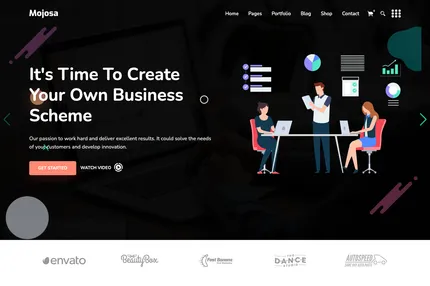 Mojosa
Home Pages Portfolio Blog Shop Contact
It's Time To Create
Your Own Business
Scheme
Our passion to work hard and deliver excellent results. It could solve the needs
of your customers and develop innovation.
GET STARTED WATCH VIDEO
envato
BeautyBox
DANCE
STUDIO
AUTOSPEED